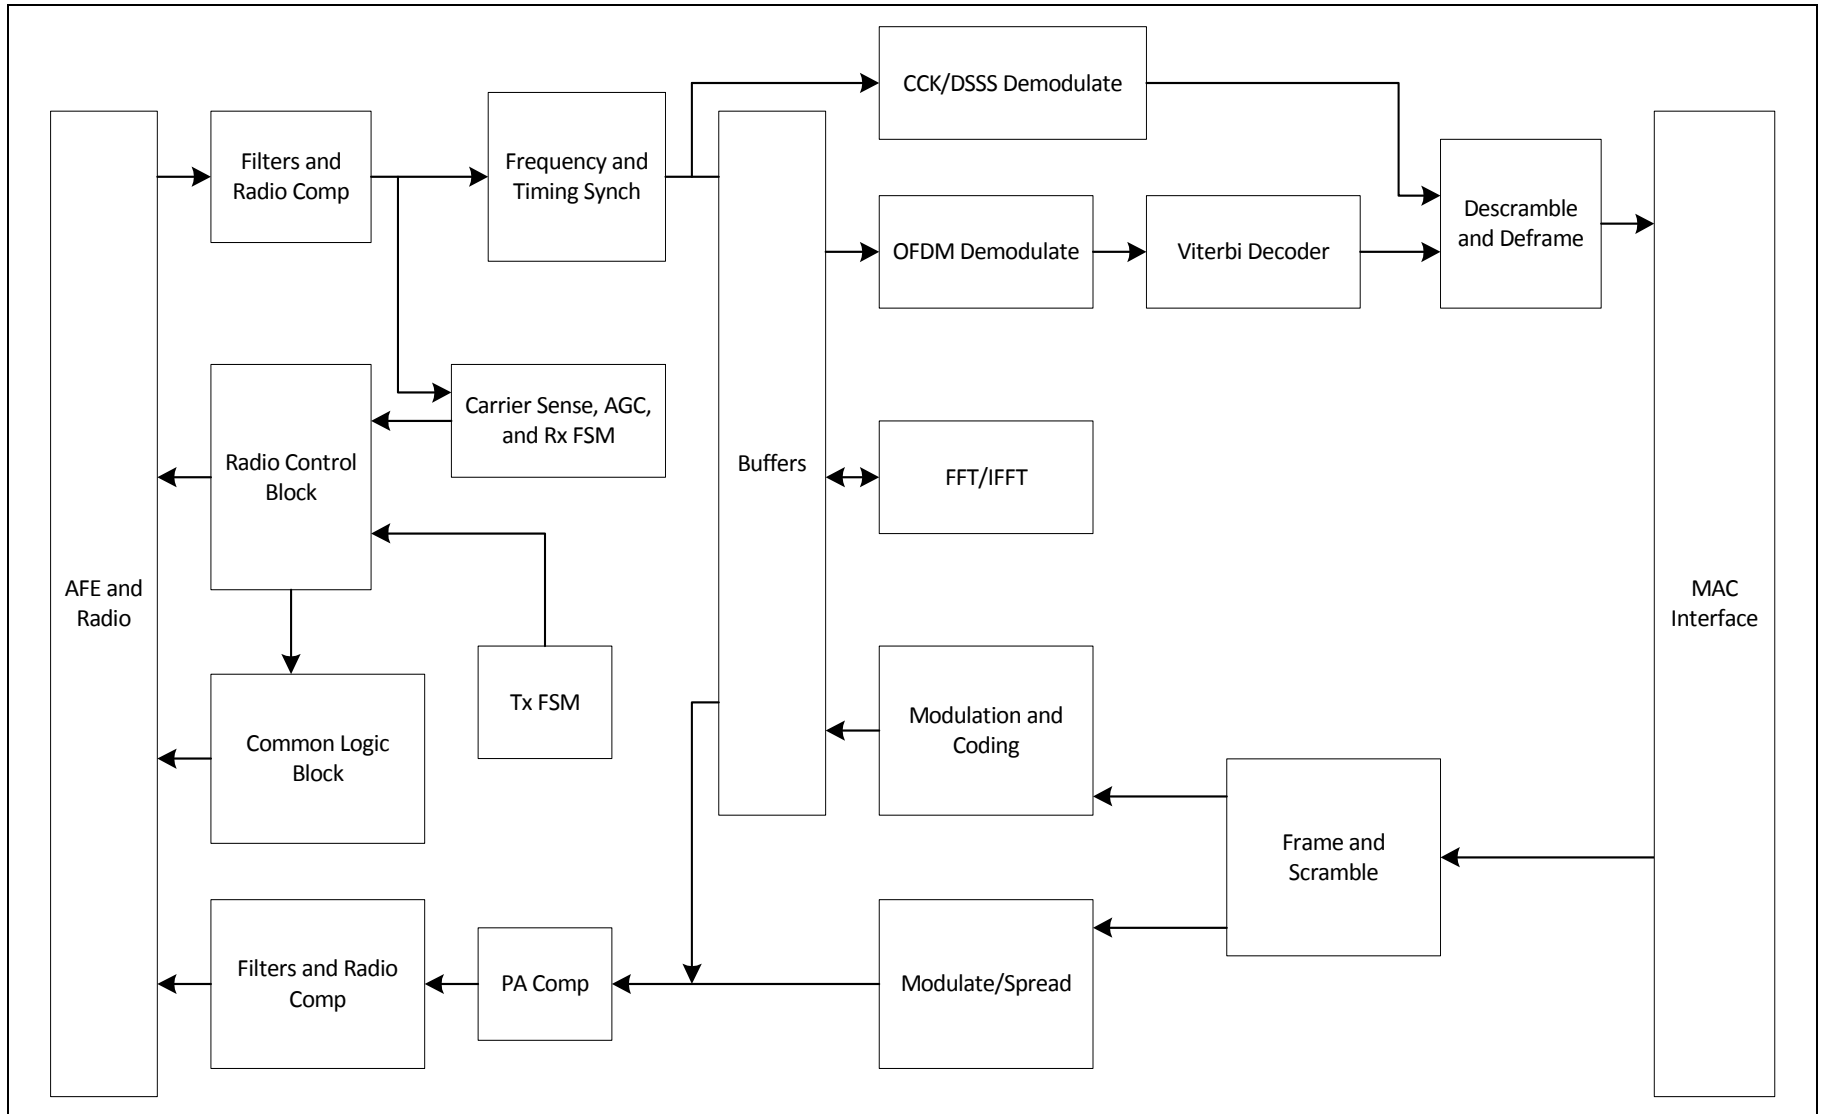 CCK/DSSS Demodulate
Filters and
Radio Comp
Frequency and
Timing Synch
Descramble
and Deframe
OFDM Demodulate
Viterbi Decoder
Carrier Sense, AGC,
and Rx FSM
Radio Control
Block
Buffers
FFT/IFFT
AFE and
Radio
MAC
Interface
Tx FSM
Modulation and
Coding
Common Logic
Block
Frame and
Scramble
Filters and Radio
Comp
PA Comp
Modulate/Spread